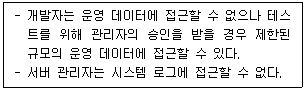 - 개발자는 운영 데이터에 접근할 수 없으나 테스
트를 위해 관리자의 승인을 받을 경우 제한된
규모의 운영 데이터에 접근할 수 있다.
- 서버 관리자는 시스템 로그에 접근할 수 없다.